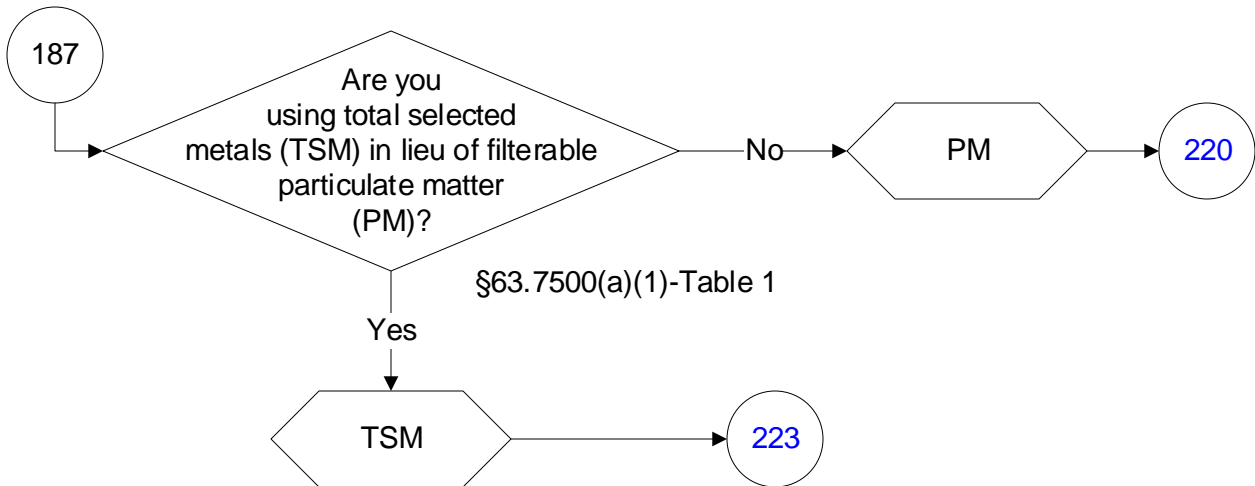 187
Are you
using total selected
metals (TSM) in lieu of filterable
particulate matter
(PM)?
No
PM
220
§63.7500(a)(1)-Table 1
Yes
TSM
223